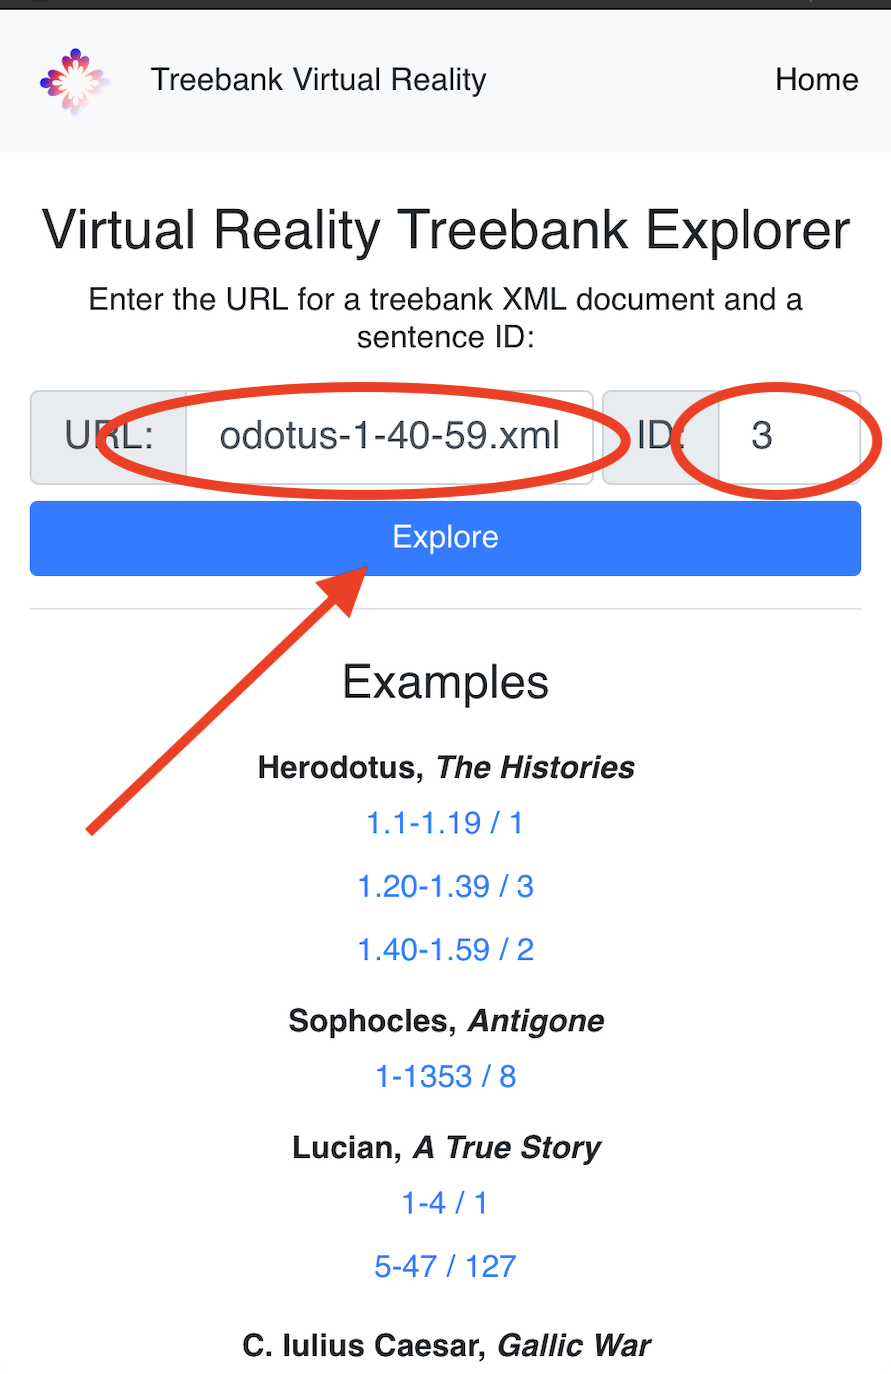 Treebank Virtual Reality
Home
Virtual Reality Treebank Explorer
Enter the URL for a treebank XML document and a
sentence ID:
URL: odotus-1-40-59.xml ID: 3
Explore
Examples
Herodotus, The Histories
1.1-1.19 / 1
1.20-1.39 / 3
1.40-1.59 / 2
Sophocles, Antigone
1-1353 / 8
Lucian, A True Story
1-4 / 1
5-47 / 127
C. Iulius Caesar, Gallic War